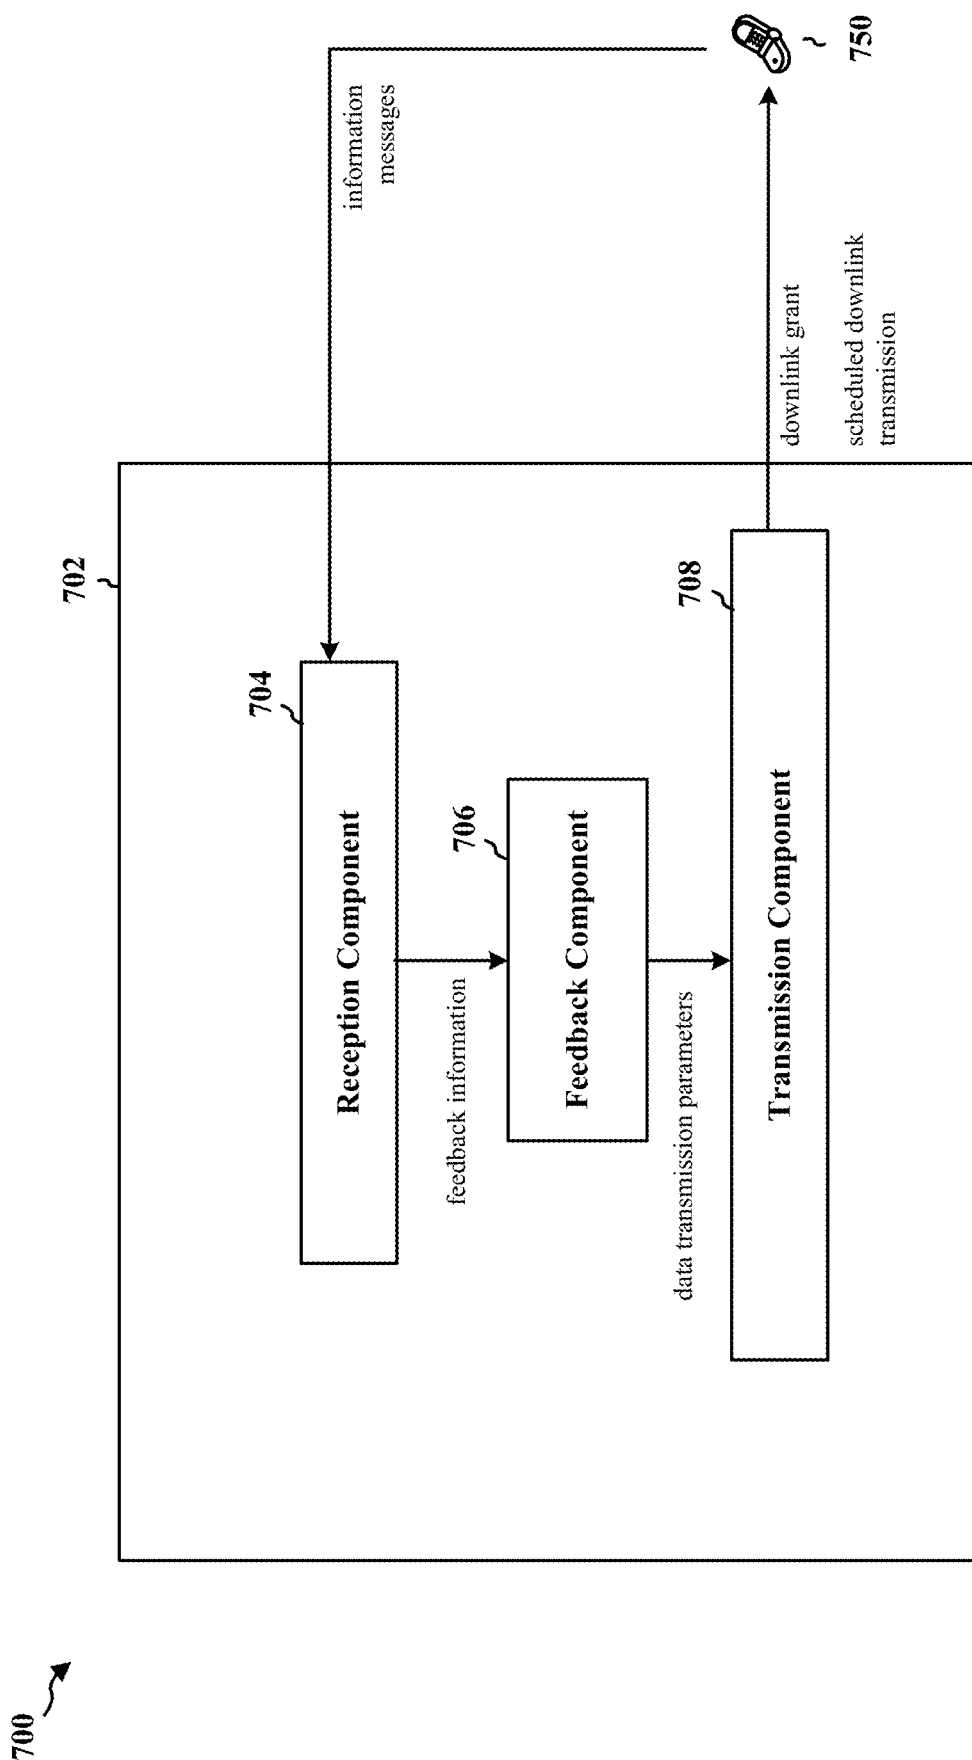 700
702
704
Reception Component
information
messages
feedback information
706
Feedback Component
data transmission parameters
708
Transmission Component
downlink grant
scheduled downlink
transmission
750